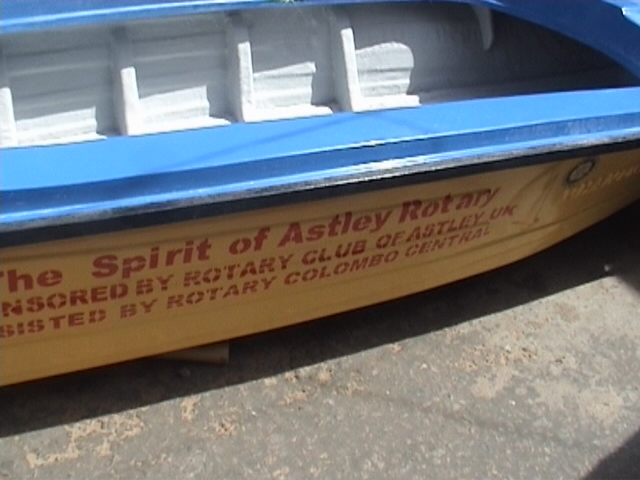 The Spirit of Astley Rotary
NSORED BY ROTARY CLUB OF ASTLEY, UK
SISTED BY ROTARY COLOMBO CENTRAL